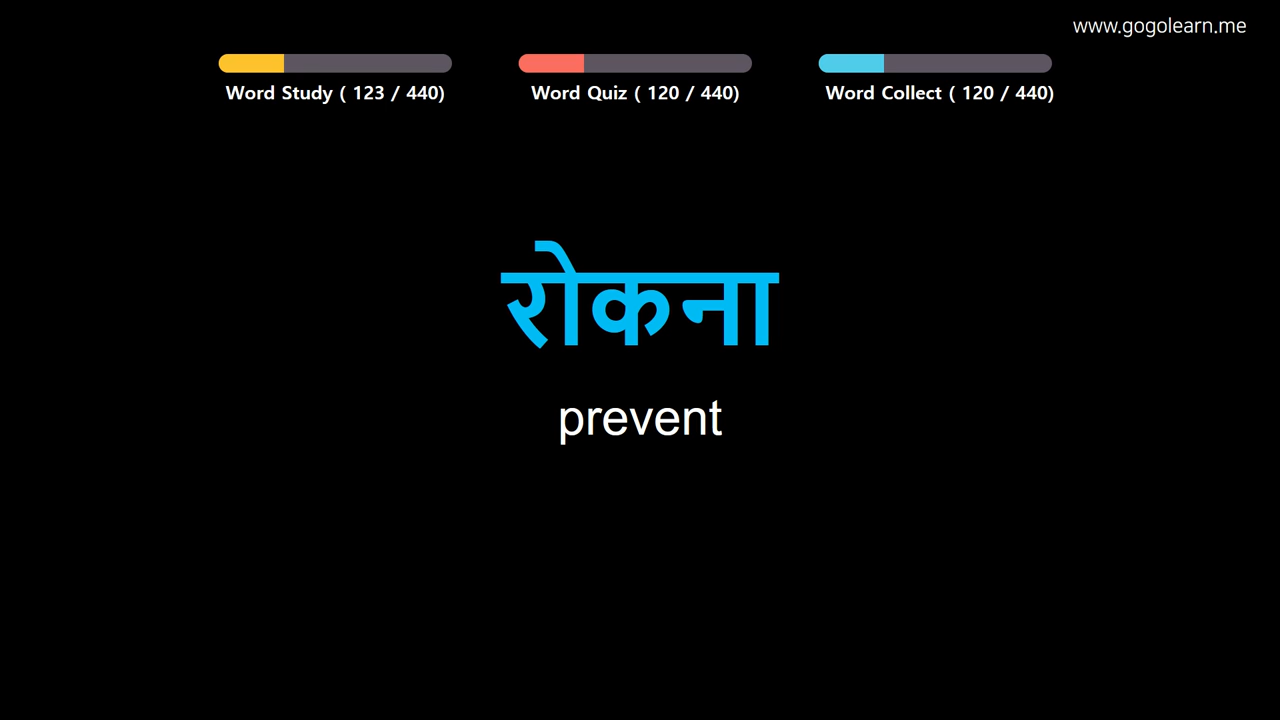 www.gogolearn.me
Word Study ( 123 / 440)
Word Quiz ( 120 / 440)
Word Collect ( 120 / 440)
रोकना
prevent